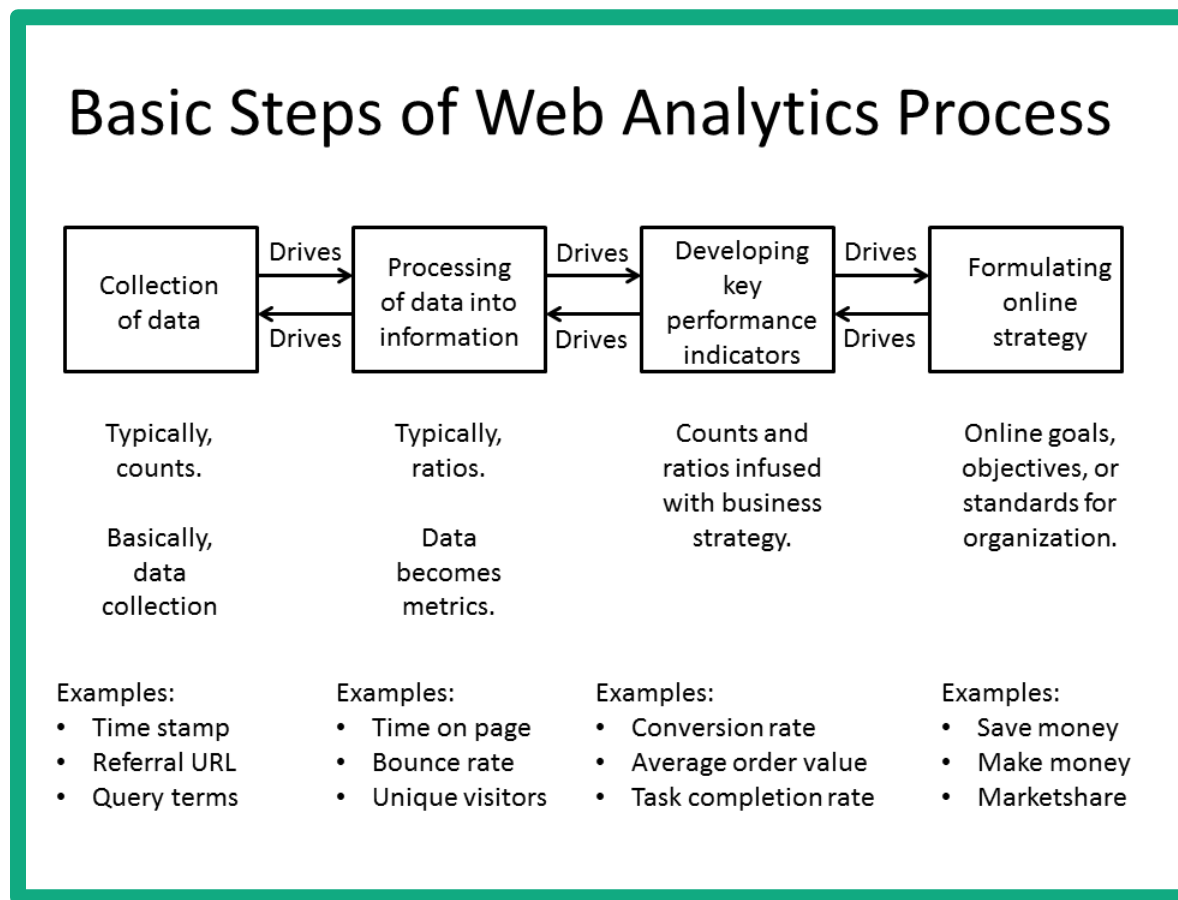 Basic Steps of Web Analytics Process
Collection
of data
Drives
Drives
Processing
of data into
information
Drives
Drives
Developing
key
performance
indicators
Drives
Drives
Formulating
online
strategy
Typically,
counts.
Basically,
data
collection
Typically,
ratios.
Data
becomes
metrics.
Counts and
ratios infused
with business
strategy.
Online goals,
objectives, or
standards for
organization.
Examples:
• Time stamp
• Referral URL
• Query terms
Examples:
• Time on page
• Bounce rate
• Unique visitors
Examples:
• Conversion rate
• Average order value
• Task completion rate
Examples:
• Save money
• Make money
• Marketshare